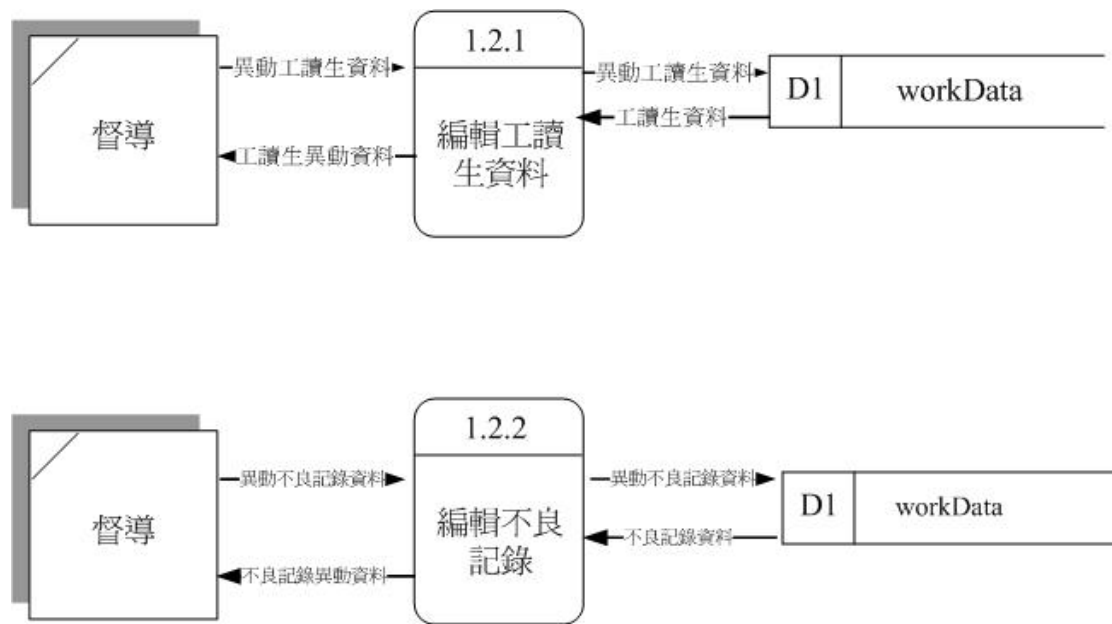 1.2.1
異動工讀生資料
異動工讀生資料
D1
workData
督導
編輯工讀
生資料
工讀生資料
工讀生異動資料
1.2.2
異動不良記錄資料
異動不良記錄資料
D1
workData
督導
編輯不良
記錄
不良記錄資料
不良記錄異動資料